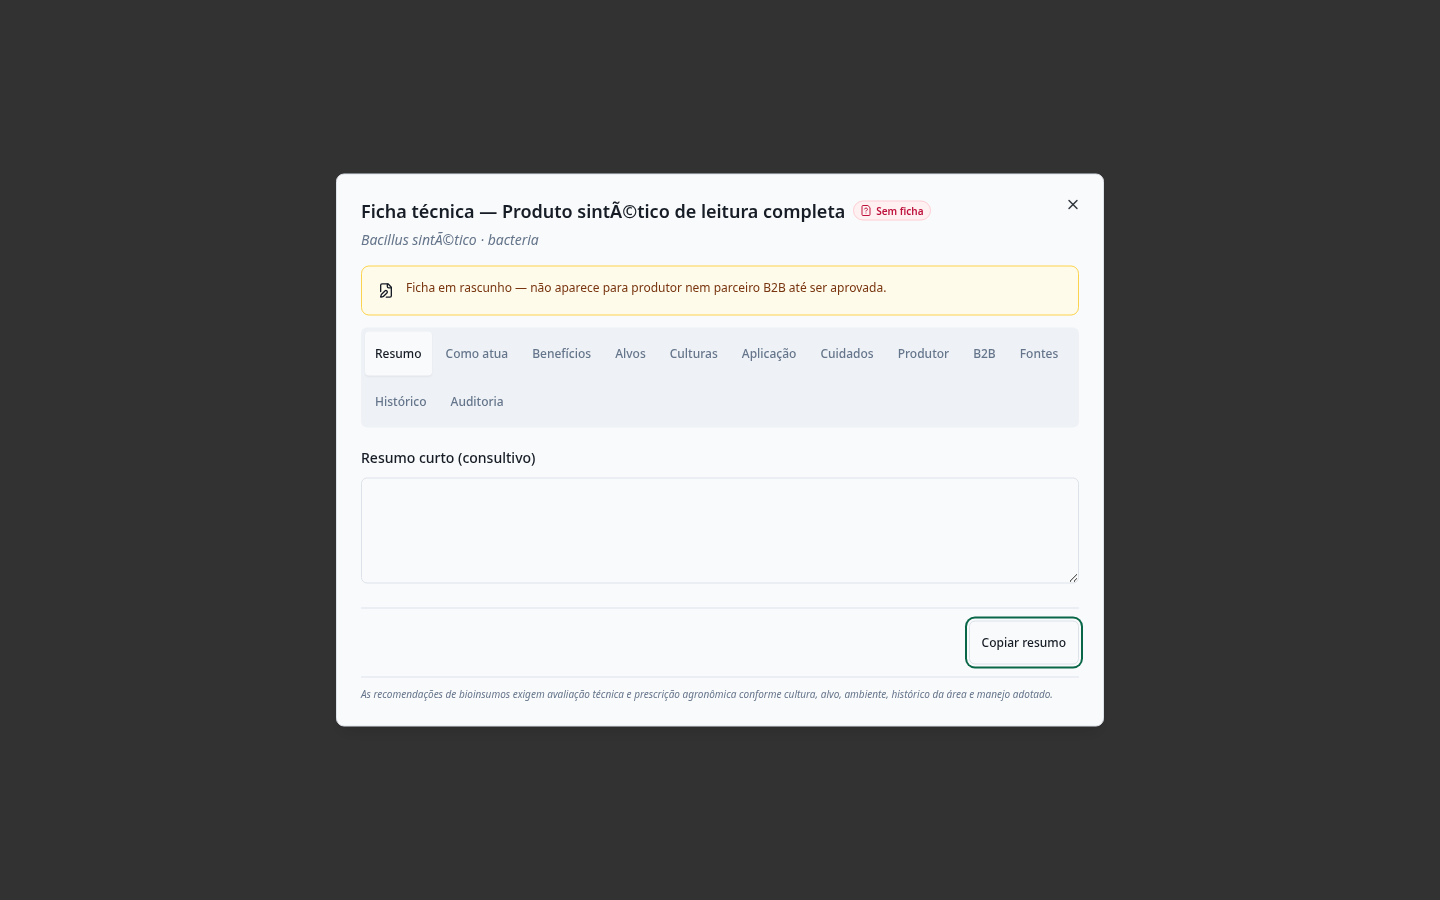 Ficha técnica — Produto sintÃ©tico de leitura completa Sem ficha
Bacillus sintÃ©tico · bacteria
Ficha em rascunho — não aparece para produtor nem parceiro B2B até ser aprovada.
Resumo Como atua Benefícios Alvos Culturas Aplicação Cuidados Produtor B2B Fontes
Histórico Auditoria
Resumo curto (consultivo)
Copiar resumo
As recomendações de bioinsumos exigem avaliação técnica e prescrição agronômica conforme cultura, alvo, ambiente, histórico da área e manejo adotado.